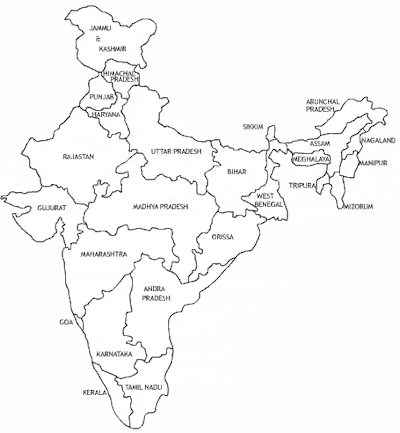 JAMMU
&
KASHMIR
HIMACHAL
PRADESH
PUNJAB
HARYANA
ARUNCHAL
PRADESH
SIKKIM
ASSAM
NAGALAND
RAJASTAN
UTTAR PRADESH
MEGHALAYA
MANIPUR
BIHAR
TRIPURA
GUJURAT
MADHYA PRADESH
WEST
BENEGAL
MIZORUM
ORISSA
MAHARASHTRA
ANDRA
PRADESH
GOA
KARNATAKA
KERALA
TAMIL NADU